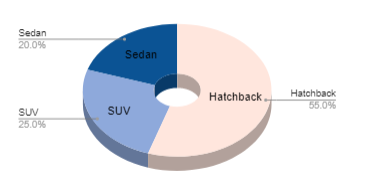 Sedan
20.0%
Sedan
SUV
25.0%
SUV
Hatchback
Hatchback
55.0%